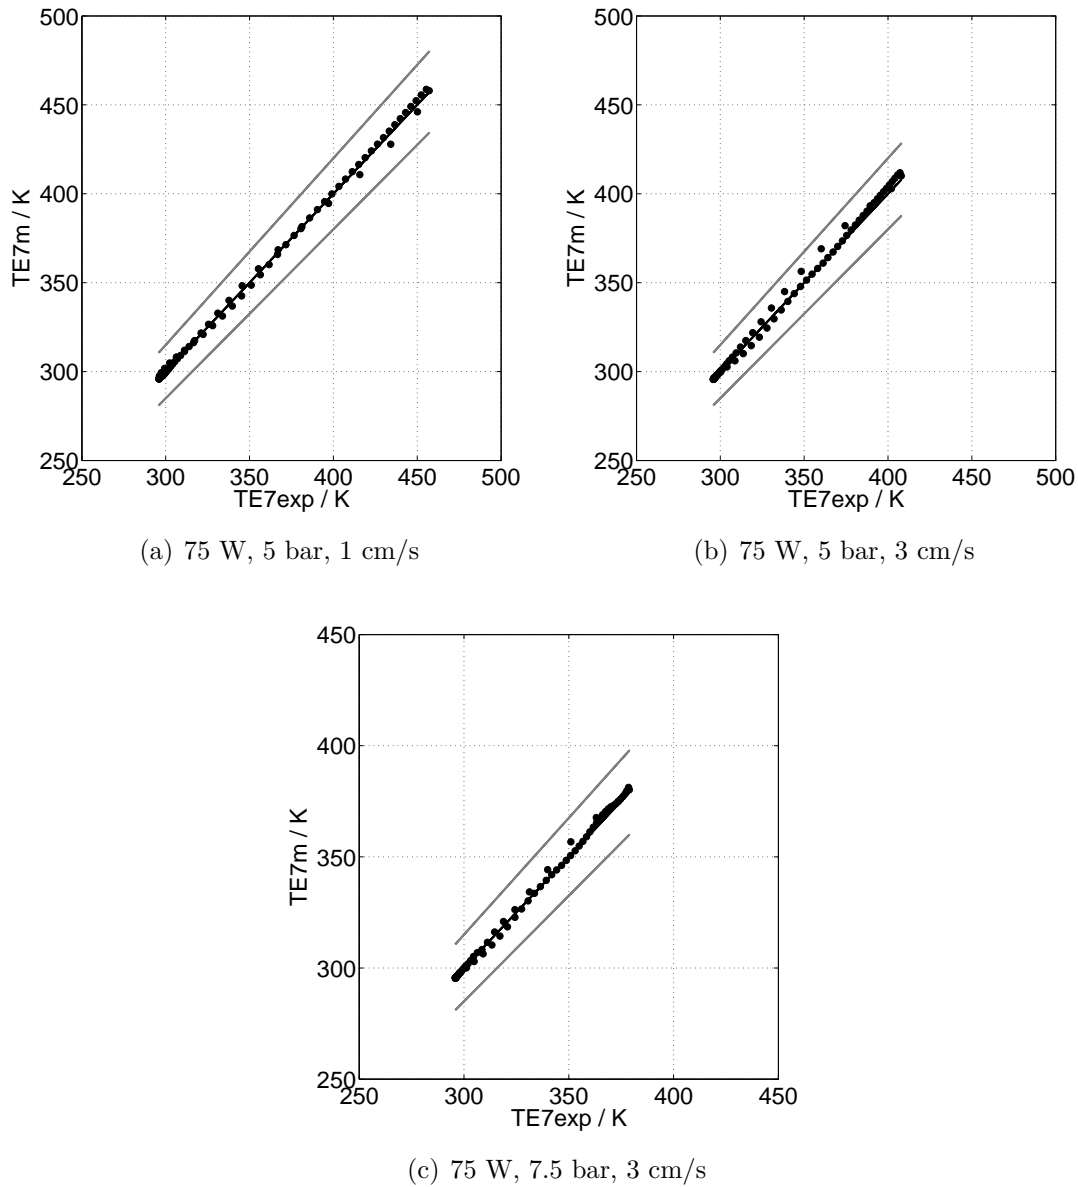 500
450
400
350
300
250
250 300 350 400 450 500
TE7m / K
TE7exp / K
(a) 75 W, 5 bar, 1 cm/s
500
450
400
350
300
250
250 300 350 400 450 500
TE7m / K
TE7exp / K
(b) 75 W, 5 bar, 3 cm/s
450
400
350
300
250
250 300 350 400 450
TE7m / K
TE7exp / K
(c) 75 W, 7.5 bar, 3 cm/s